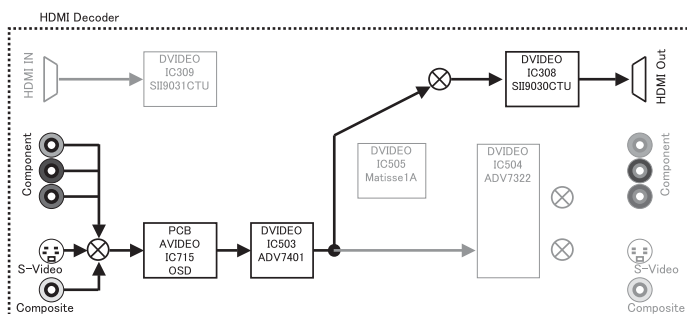 HDMI Decoder
HDMI IN
DVIDEO
IC309
SII9031CTU
DVIDEO
IC308
SII9030CTU
HDMI Out
Component
DVIDEO
IC505
Matisse1A
DVIDEO
IC504
ADV7322
Component
PCB
AVIDEO
IC715
OSD
DVIDEO
IC503
ADV7401
S-Video
S-Video
Composite
Composite